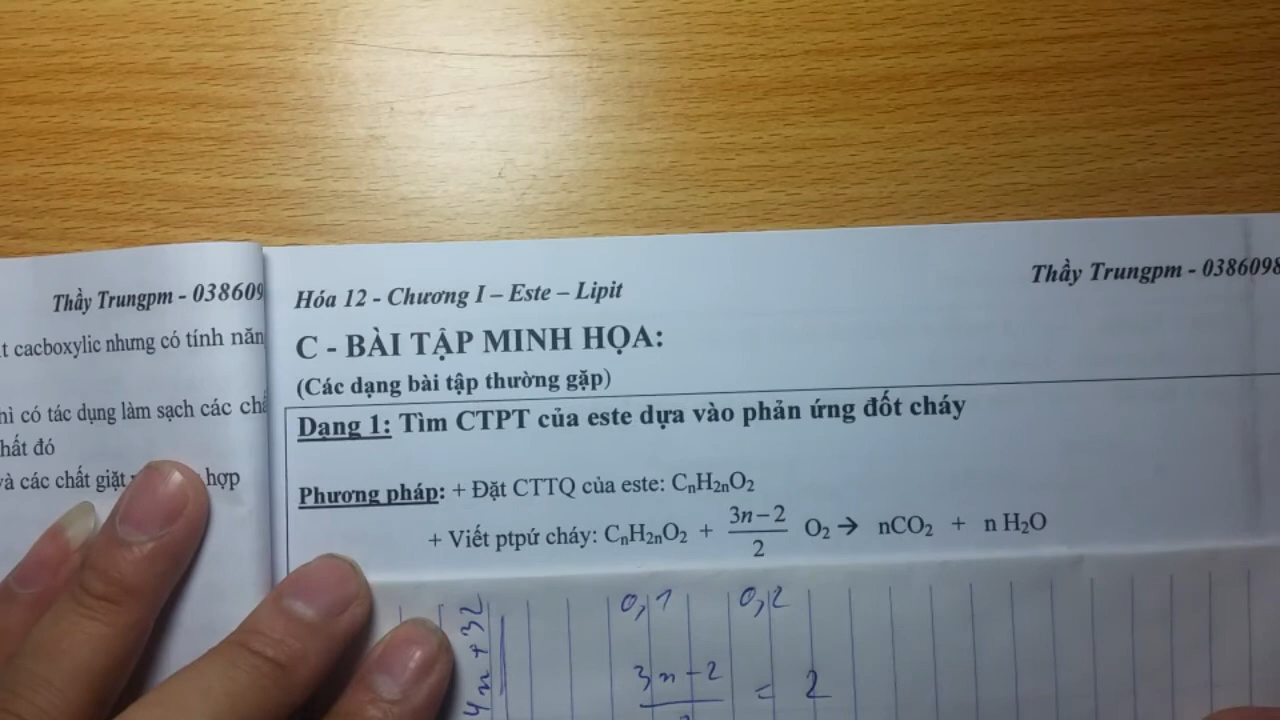 Thầy Trungpm - 038609
t cacboxylic nhưng có tính năn
hì có tác dụng làm sạch các chấ
hất đó
và các chất giặt hợp
Hóa 12 - Chương I – Este – Lipit
Thầy Trungpm - 0386098
C - BÀI TẬP MINH HỌA:
(Các dạng bài tập thường gặp)
Dạng 1: Tìm CTPT của este dựa vào phản ứng đốt cháy
Phương pháp: + Đặt CTTQ của este: CnH2nO2
+ Viết ptpứ cháy: CnH2nO2 + (3n-2)/2 O2 → nCO2 + n H2O
4n + 32
0,1 0,2
3n - 2 = 2